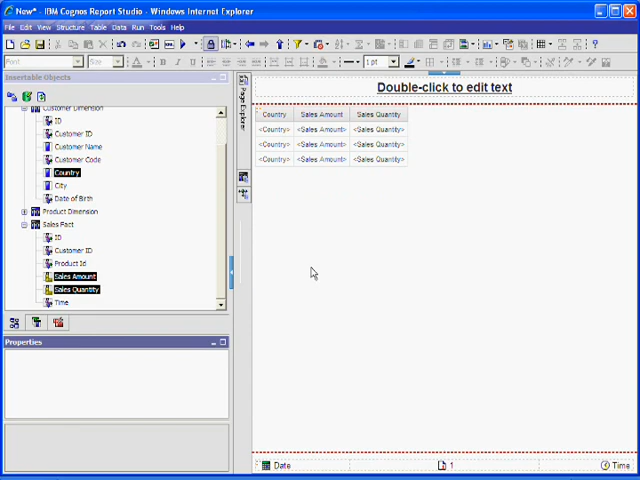 New* - IBM Cognos Report Studio - Windows Internet Explorer
File Edit View Structure Table Data Run Tools Help
Font Size 1 pt
Insertable Objects
Customer Dimension
ID
Customer ID
Customer Name
Customer Code
Country
City
Date of Birth
Product Dimension
Sales Fact
ID
Customer ID
Product Id
Sales Amount
Sales Quantity
Time
Properties
Page Explorer
Double-click to edit text
Country Sales Amount Sales Quantity
<Country> <Sales Amount> <Sales Quantity>
<Country> <Sales Amount> <Sales Quantity>
<Country> <Sales Amount> <Sales Quantity>
Date 1 Time